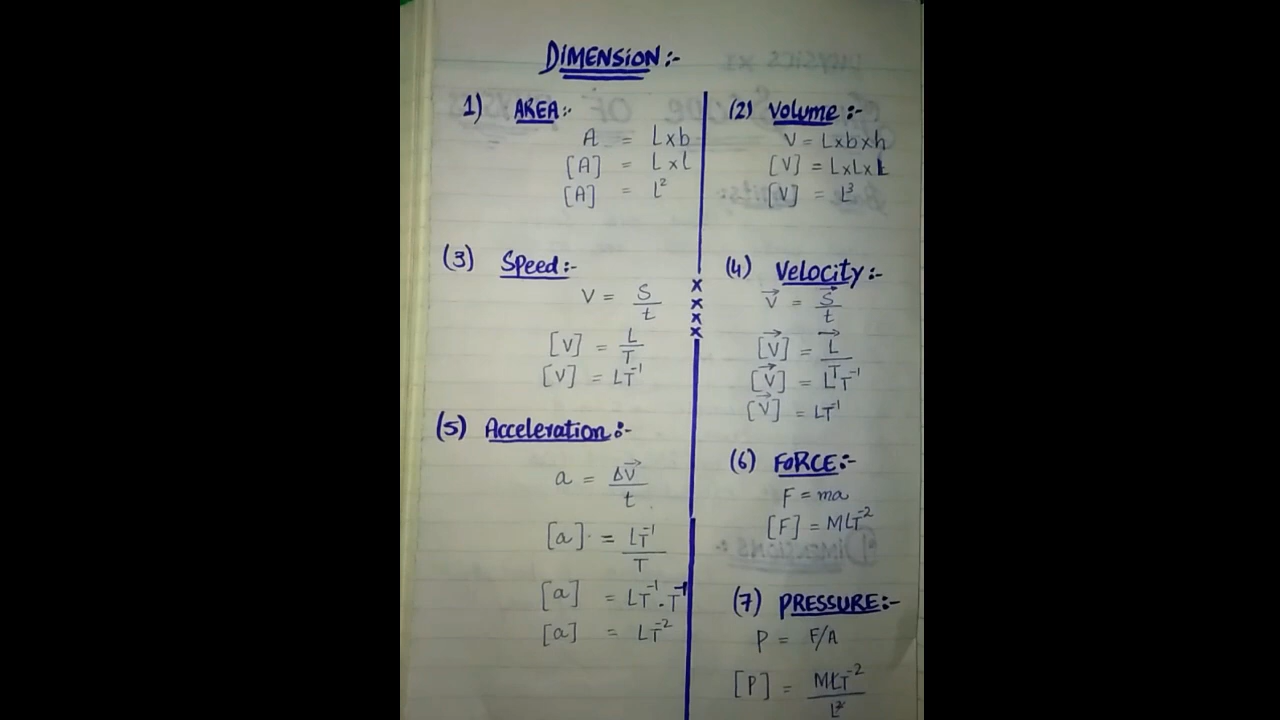 DIMENSION:-
1) AREA:-
A = L×b
[A] = L×L
[A] = L²
(3) Speed:-
V = S/t
[V] = L/T
[V] = LT⁻¹
(5) Acceleration:-
a = Δv⃗/t
[a] = LT⁻¹/T
[a] = LT⁻¹.T⁻¹
[a] = LT⁻²
(2) Volume:-
V = L×b×h
[V] = L×L×L
[V] = L³
(4) Velocity:-
V⃗ = S⃗/t
[V⃗] = L⃗/T
[V⃗] = LT⁻¹
[V⃗] = LT⁻¹
(6) FORCE:-
F = ma
[F] = MLT⁻²
(7) PRESSURE:-
P = F/A
[P] = MLT⁻²/L²